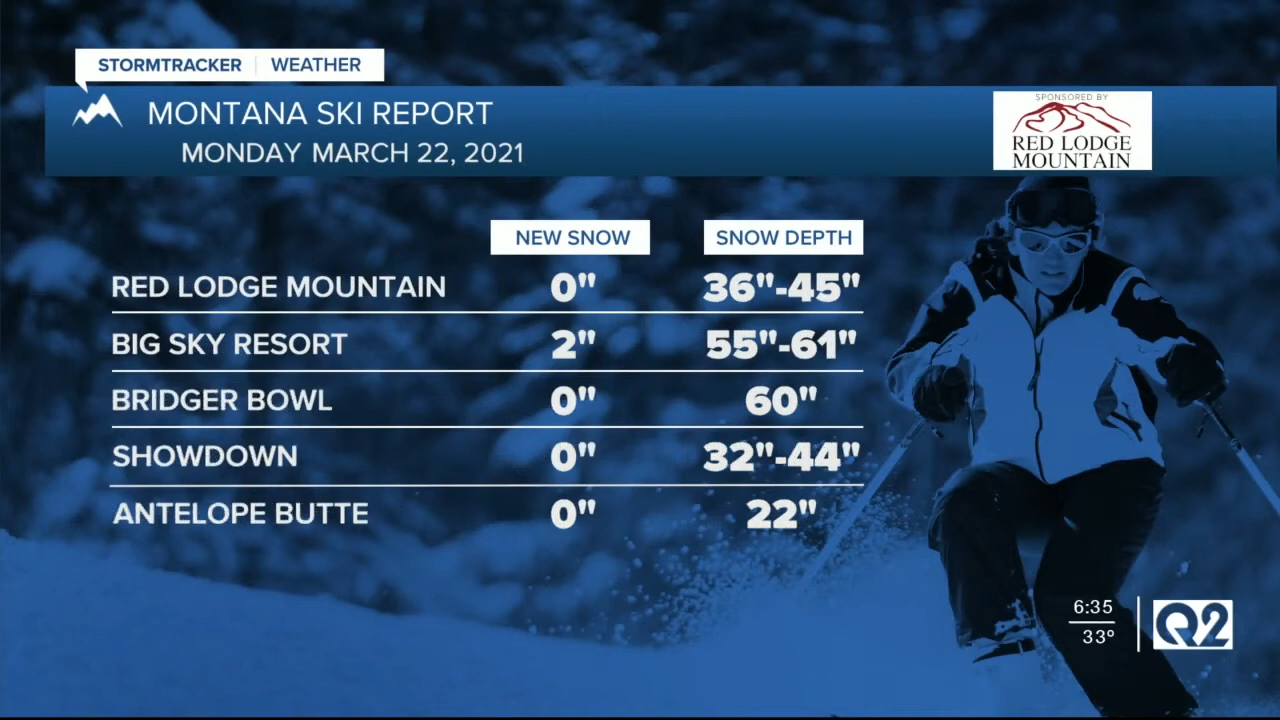 STORMTRACKER WEATHER
MONTANA SKI REPORT
MONDAY MARCH 22, 2021
SPONSORED BY
RED LODGE
MOUNTAIN
NEW SNOW SNOW DEPTH
RED LODGE MOUNTAIN 0" 36"-45"
BIG SKY RESORT 2" 55"-61"
BRIDGER BOWL 0" 60"
SHOWDOWN 0" 32"-44"
ANTELOPE BUTTE 0" 22"
6:35
33°
Q2